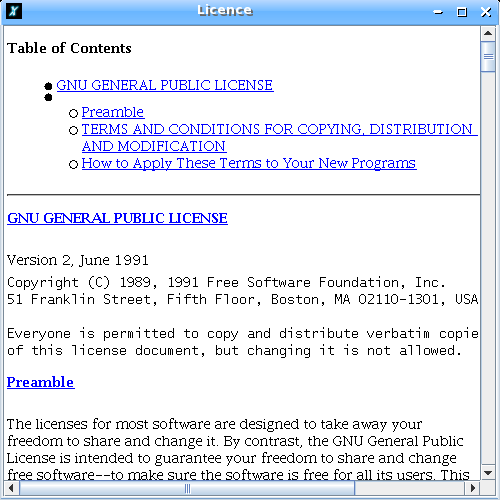 Licence
Table of Contents
GNU GENERAL PUBLIC LICENSE
Preamble
TERMS AND CONDITIONS FOR COPYING, DISTRIBUTION
AND MODIFICATION
How to Apply These Terms to Your New Programs
GNU GENERAL PUBLIC LICENSE
Version 2, June 1991
Copyright (C) 1989, 1991 Free Software Foundation, Inc.
51 Franklin Street, Fifth Floor, Boston, MA 02110-1301, USA
Everyone is permitted to copy and distribute verbatim copie
of this license document, but changing it is not allowed.
Preamble
The licenses for most software are designed to take away your
freedom to share and change it. By contrast, the GNU General Public
License is intended to guarantee your freedom to share and change
free software--to make sure the software is free for all its users. This